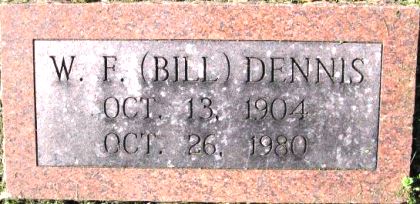 W. F. (BILL) DENNIS
OCT. 13, 1904
OCT. 26, 1980